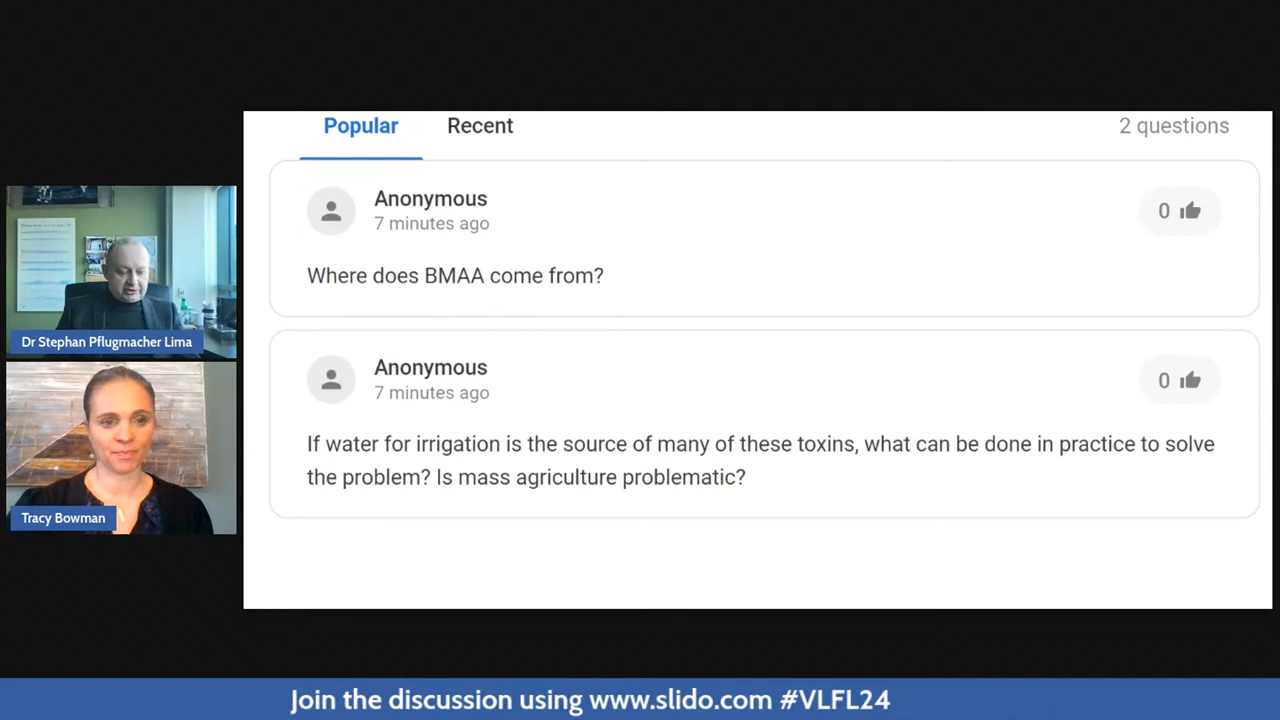 Popular
Recent
2 questions
Anonymous
7 minutes ago
0
Where does BMAA come from?
Anonymous
7 minutes ago
0
If water for irrigation is the source of many of these toxins, what can be done in practice to solve
the problem? Is mass agriculture problematic?
Dr Stephan Pflugmacher Lima
Tracy Bowman
Join the discussion using www.slido.com #VLFL24